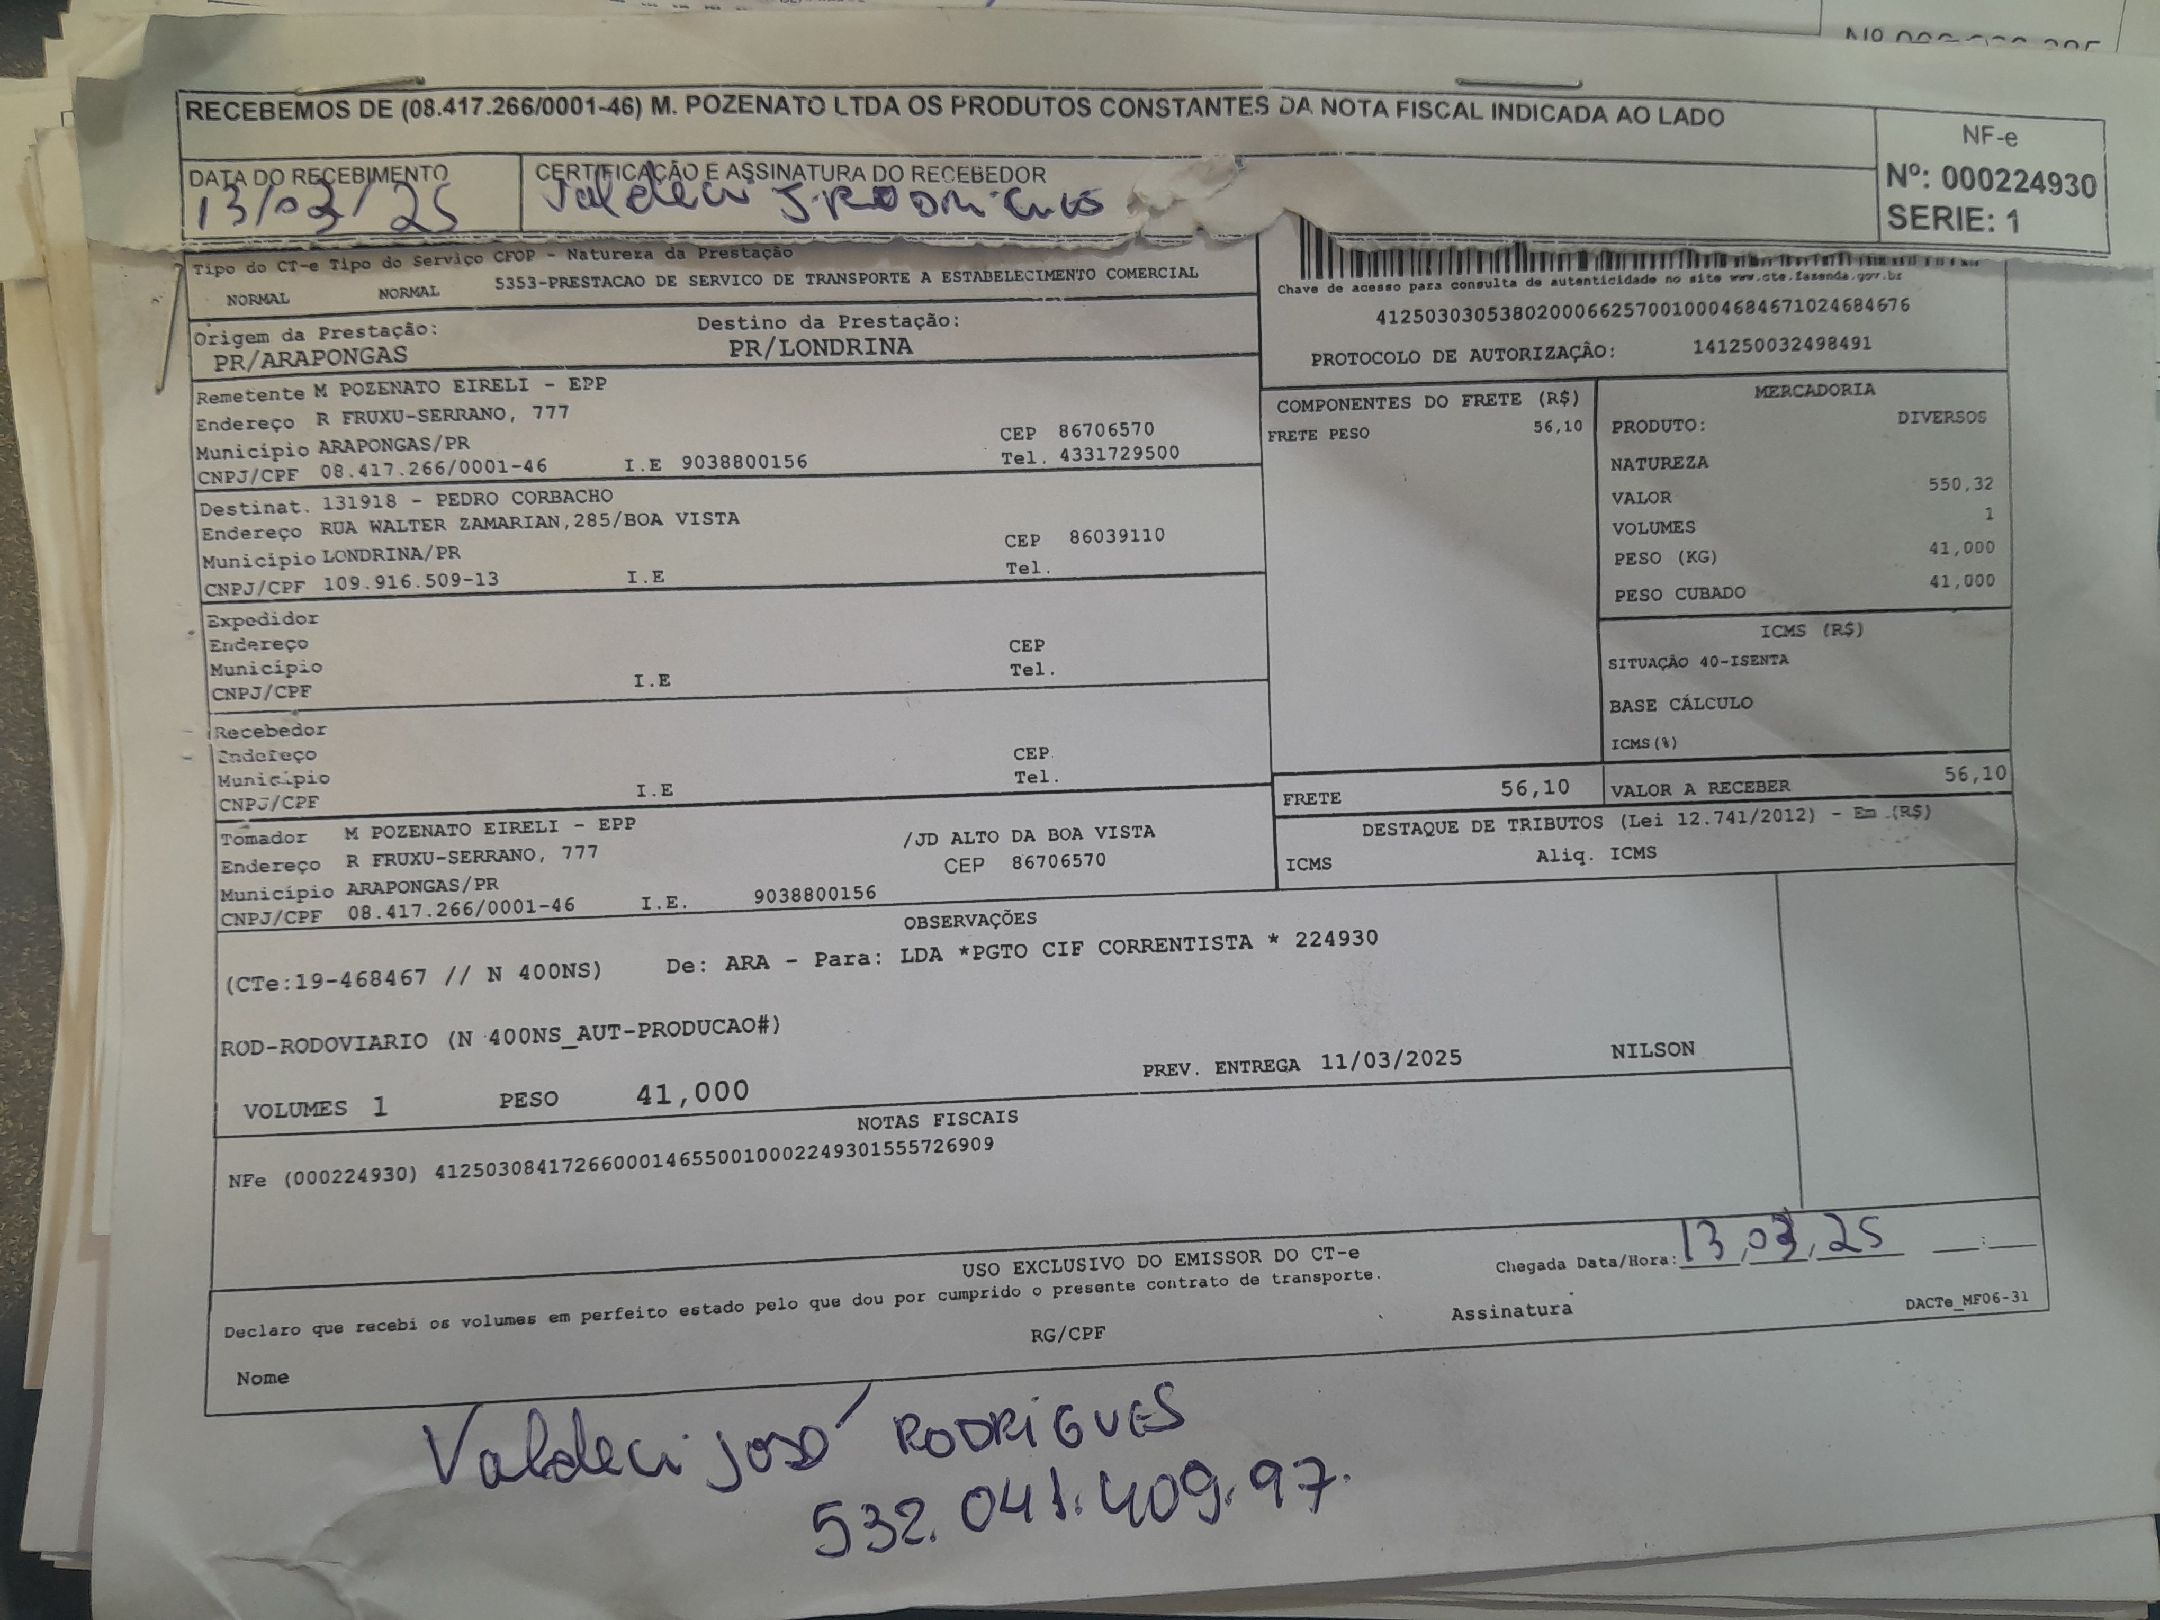 RECEBEMOS DE (08.417.266/0001-46) M. POZENATO LTDA OS PRODUTOS CONSTANTES DA NOTA FISCAL INDICADA AO LADO
NF-e
Nº: 000224930
SERIE: 1
DATA DO RECEBIMENTO
13/03/25
CERTIFICAÇÃO E ASSINATURA DO RECEBEDOR
Valdeci J. RODRIGUES
Tipo do CT-e Tipo do Serviço CFOP - Natureza da Prestação
NORMAL NORMAL 5353-PRESTACAO DE SERVICO DE TRANSPORTE A ESTABELECIMENTO COMERCIAL
Chave de acesso para consulta de autenticidade no site www.cte.fazenda.gov.br
41250303053802000662570010004684671024684676
PROTOCOLO DE AUTORIZAÇÃO: 141250032498491
Origem da Prestação: Destino da Prestação:
PR/ARAPONGAS PR/LONDRINA
Remetente M POZENATO EIRELI - EPP
Endereço R FRUXU-SERRANO, 777
Município ARAPONGAS/PR CEP 86706570
CNPJ/CPF 08.417.266/0001-46 I.E 9038800156 Tel. 4331729500
Destinat. 131918 - PEDRO CORBACHO
Endereço RUA WALTER ZAMARIAN,285/BOA VISTA
Município LONDRINA/PR CEP 86039110
CNPJ/CPF 109.916.509-13 I.E Tel.
Expedidor
Endereço CEP
Município Tel.
CNPJ/CPF I.E
Recebedor
Endereço CEP
Município Tel.
CNPJ/CPF I.E
Tomador M POZENATO EIRELI - EPP
Endereço R FRUXU-SERRANO, 777 /JD ALTO DA BOA VISTA
Município ARAPONGAS/PR CEP 86706570
CNPJ/CPF 08.417.266/0001-46 I.E. 9038800156
COMPONENTES DO FRETE (R$)
FRETE PESO 56,10
MERCADORIA
PRODUTO: DIVERSOS
NATUREZA
VALOR 550,32
VOLUMES 1
PESO (KG) 41,000
PESO CUBADO 41,000
ICMS (R$)
SITUAÇÃO 40-ISENTA
BASE CÁLCULO
ICMS(%)
FRETE 56,10 VALOR A RECEBER 56,10
DESTAQUE DE TRIBUTOS (Lei 12.741/2012) - Em (R$)
ICMS Aliq. ICMS
OBSERVAÇÕES
(CTe:19-468467 // N 400NS) De: ARA - Para: LDA *PGTO CIF CORRENTISTA * 224930
ROD-RODOVIARIO (N 400NS_AUT-PRODUCAO#)
VOLUMES 1 PESO 41,000 PREV. ENTREGA 11/03/2025 NILSON
NOTAS FISCAIS
NFe (000224930) 41250308417266000146550010002249301555726909
USO EXCLUSIVO DO EMISSOR DO CT-e
Chegada Data/Hora: 13,03,25 __:__
Declaro que recebi os volumes em perfeito estado pelo que dou por cumprido o presente contrato de transporte.
Nome RG/CPF Assinatura DACTe_MF06-31
Valdeci josé RODRIGUES
532.041.409.97.